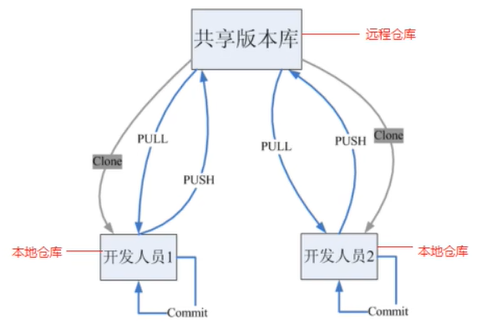 共享版本库
远程仓库
Clone
PULL
PUSH
PULL
PUSH
Clone
本地仓库
开发人员1
开发人员2
本地仓库
Commit
Commit